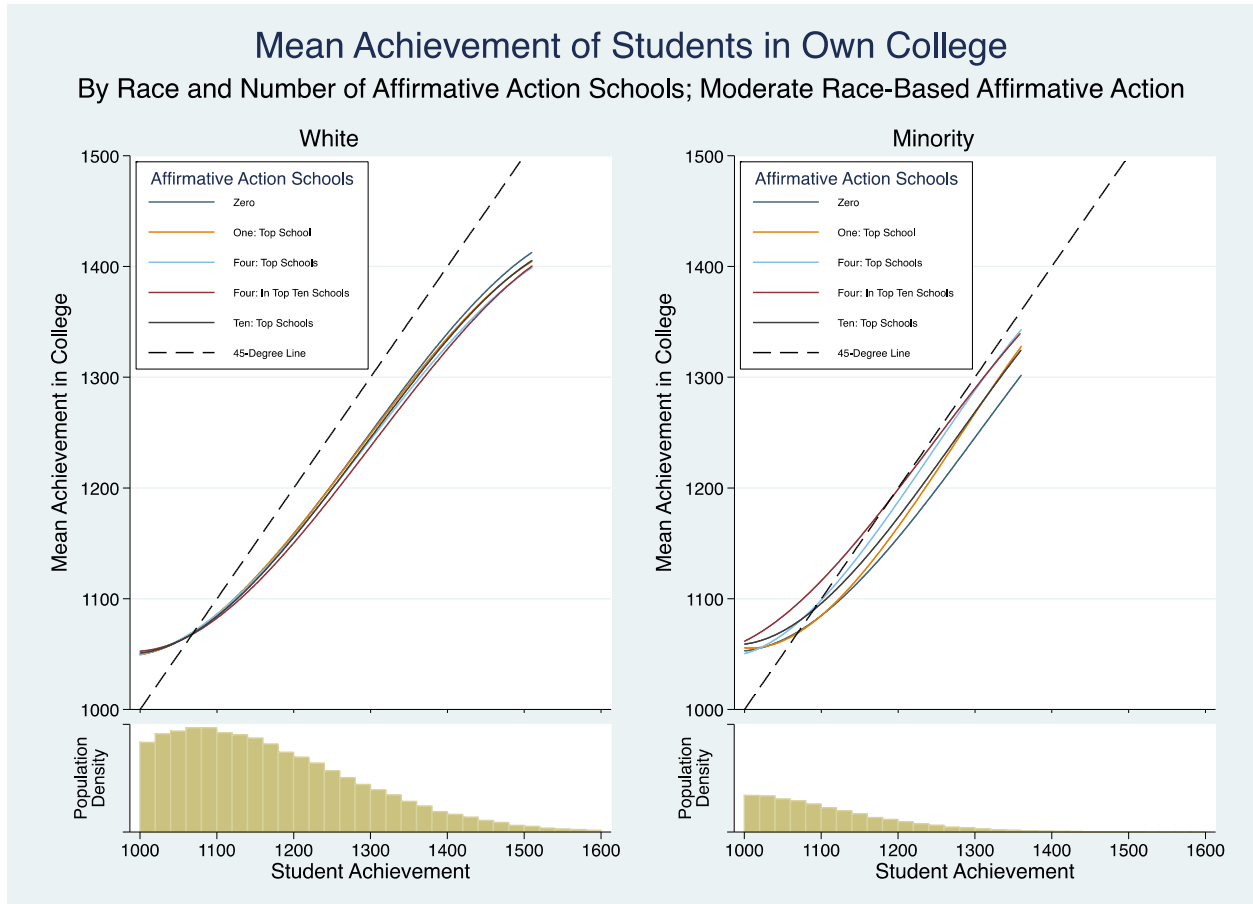 Mean Achievement of Students in Own College
By Race and Number of Affirmative Action Schools; Moderate Race-Based Affirmative Action
White
Mean Achievement in College
1500
1400
1300
1200
1100
1000
Affirmative Action Schools
Zero
One: Top School
Four: Top Schools
Four: In Top Ten Schools
Ten: Top Schools
45-Degree Line
Population
Density
1000 1100 1200 1300 1400 1500 1600
Student Achievement
Minority
Mean Achievement in College
1500
1400
1300
1200
1100
1000
Affirmative Action Schools
Zero
One: Top School
Four: Top Schools
Four: In Top Ten Schools
Ten: Top Schools
45-Degree Line
Population
Density
1000 1100 1200 1300 1400 1500 1600
Student Achievement